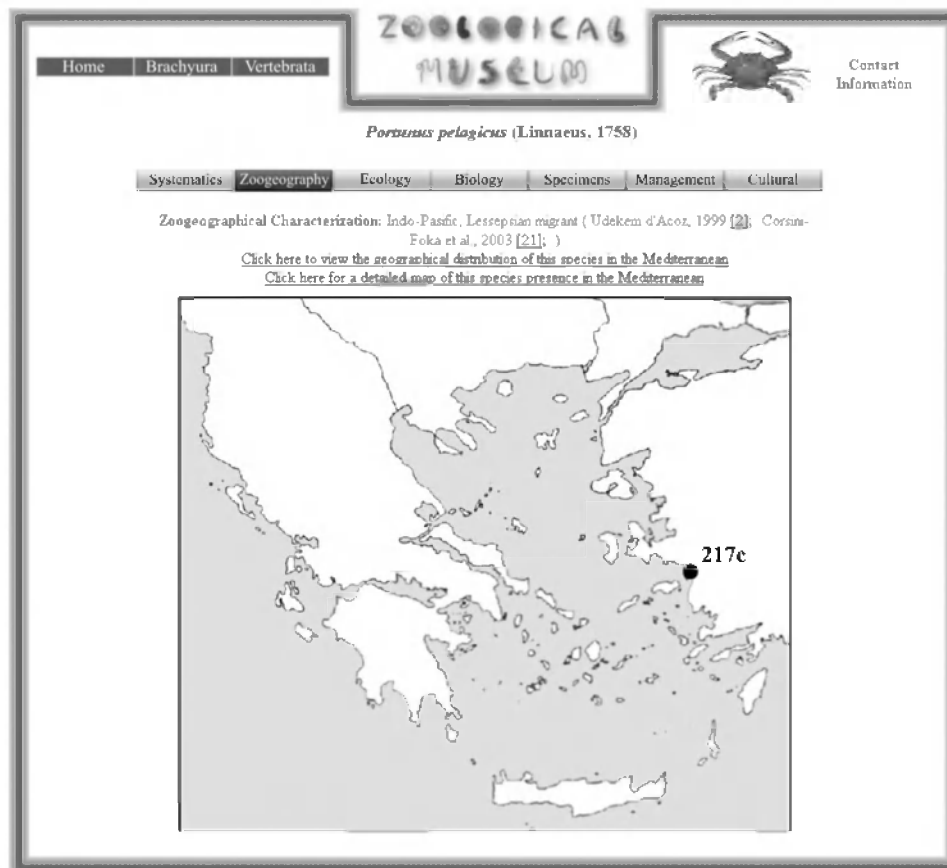 ZOOLOGICAL
MUSEUM
Home Brachyura Vertebrata
Contact
Information
Portunus pelagicus (Linnaeus, 1758)
Systematics Zoogeography Ecology Biology Specimens Management Cultural
Zoogeographical Characterization: Indo-Pasific, Lessepsian migrant ( Udekem d'Acoz, 1999 [2]; Corsini-
Foka et al., 2003 [21]; )
Click here to view the geographical distribution of this species in the Mediterranean
Click here for a detailed map of this species presence in the Mediterranean
217c